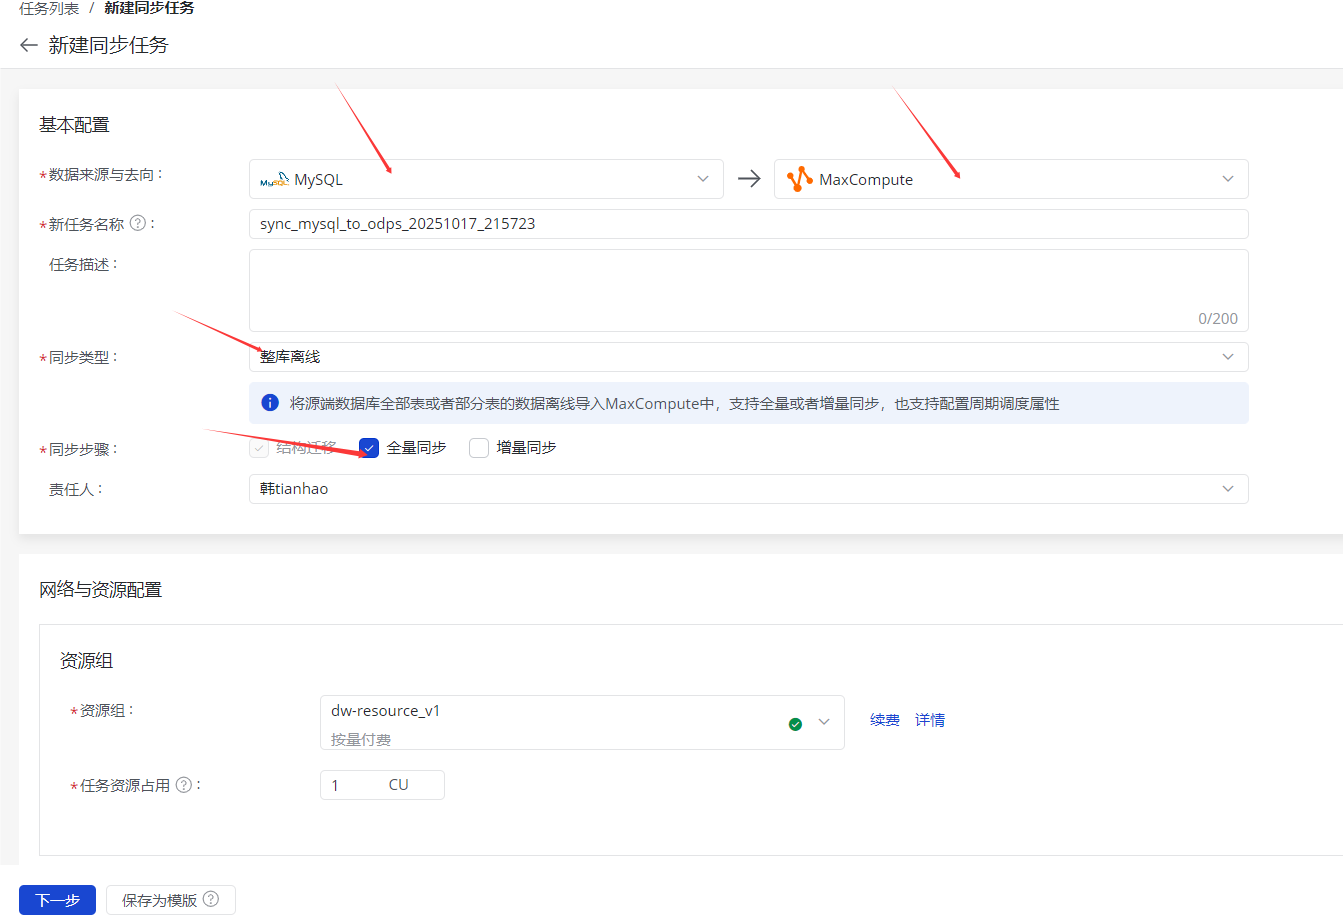 任务列表 / 新建同步任务
← 新建同步任务
基本配置
*数据来源与去向： MySQL MySQL → MaxCompute
*新任务名称 ? ： sync_mysql_to_odps_20251017_215723
任务描述：
0/200
*同步类型： 整库离线
将源端数据库全部表或者部分表的数据离线导入MaxCompute中，支持全量或者增量同步，也支持配置周期调度属性
*同步步骤： 结构迁移 全量同步 增量同步
责任人： 韩tianhao
网络与资源配置
资源组
*资源组： dw-resource_v1 续费 详情
按量付费
*任务资源占用 ? ： 1 CU
下一步 保存为模版 ?